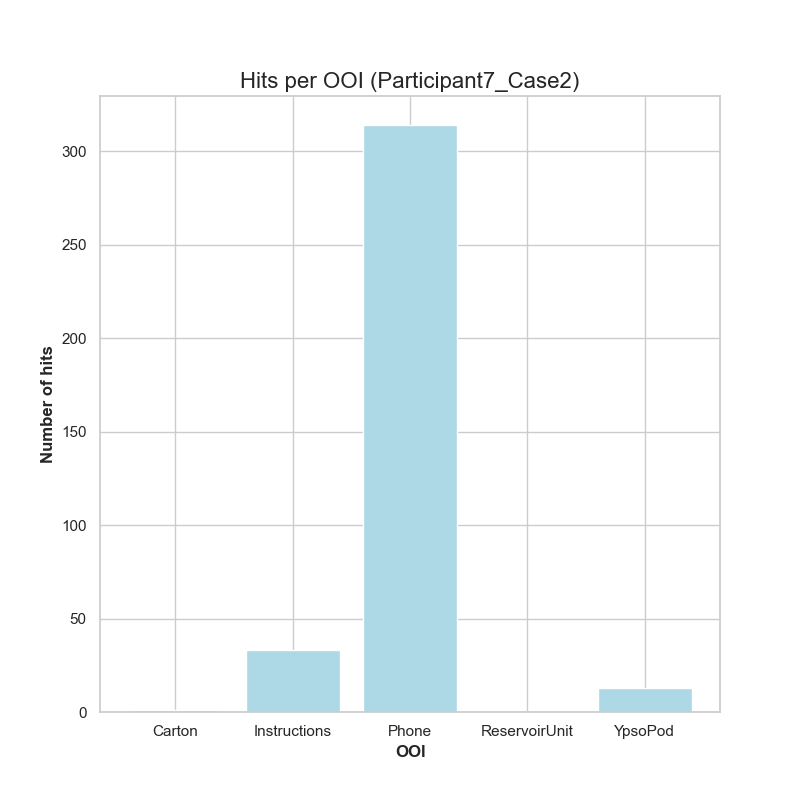 Hits per OOI (Participant7_Case2)
Number of hits
300
250
200
150
100
50
0
Carton Instructions Phone ReservoirUnit YpsoPod
OOI